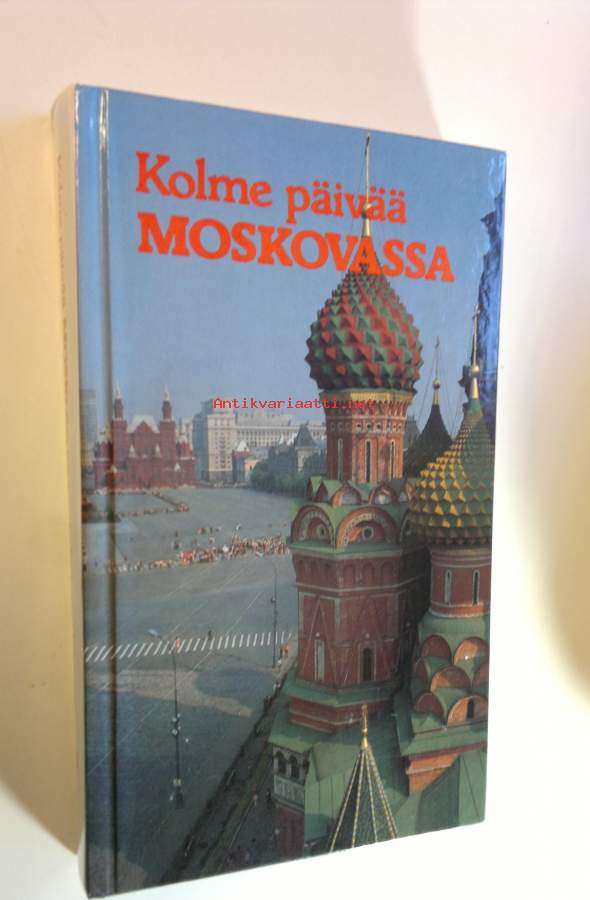 Kolme päivää
MOSKOVASSA
Antikvariaatti.net